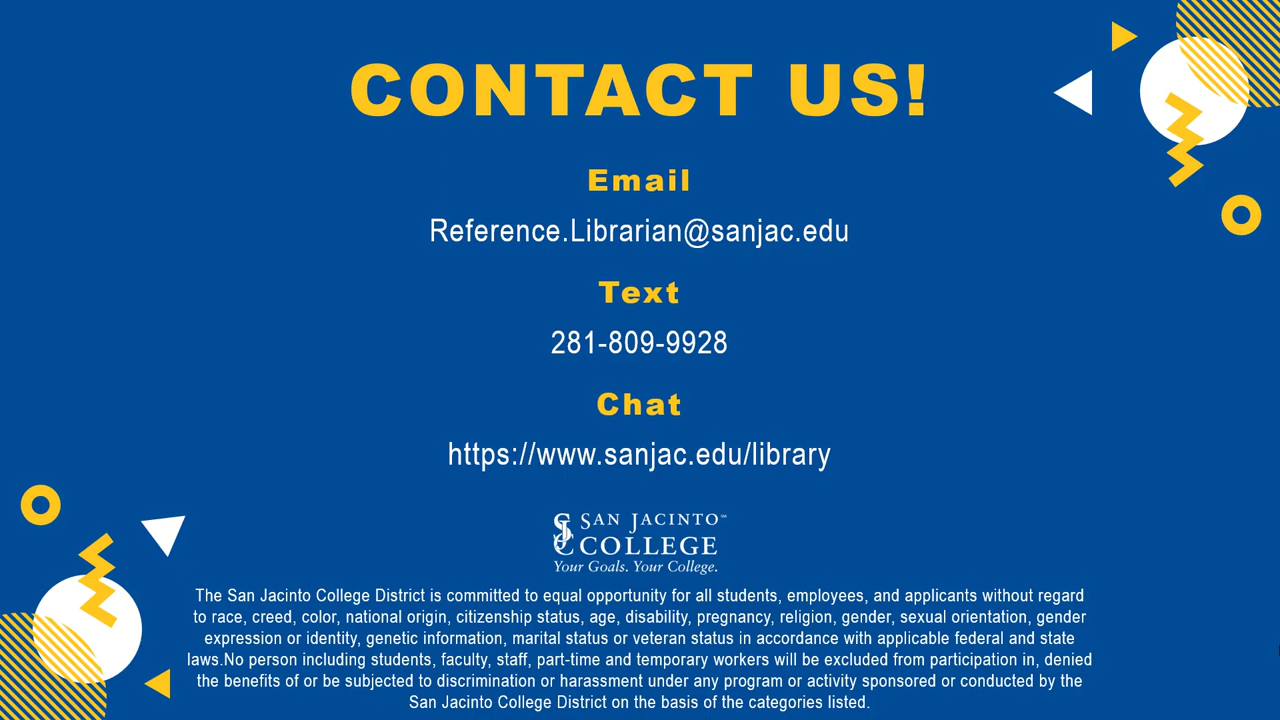 CONTACT US!
Email
Reference.Librarian@sanjac.edu
Text
281-809-9928
Chat
https://www.sanjac.edu/library
SAN JACINTO℠
COLLEGE
Your Goals. Your College.
The San Jacinto College District is committed to equal opportunity for all students, employees, and applicants without regard
to race, creed, color, national origin, citizenship status, age, disability, pregnancy, religion, gender, sexual orientation, gender
expression or identity, genetic information, marital status or veteran status in accordance with applicable federal and state
laws.No person including students, faculty, staff, part-time and temporary workers will be excluded from participation in, denied
the benefits of or be subjected to discrimination or harassment under any program or activity sponsored or conducted by the
San Jacinto College District on the basis of the categories listed.